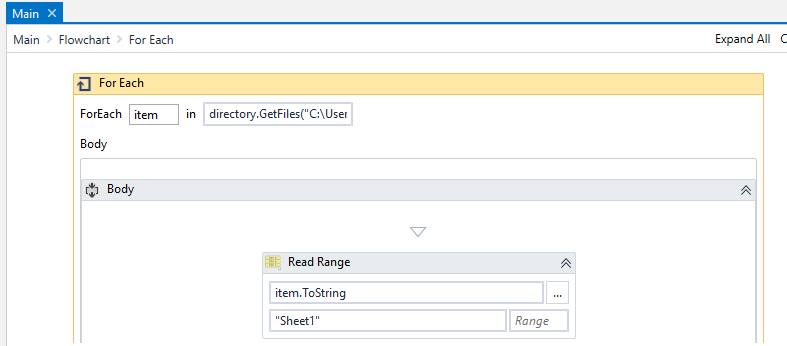 Main
Main Flowchart For Each Expand All
For Each
ForEach item in directory.GetFiles("C:\User
Body
Body
Read Range
item.ToString ...
"Sheet1" Range